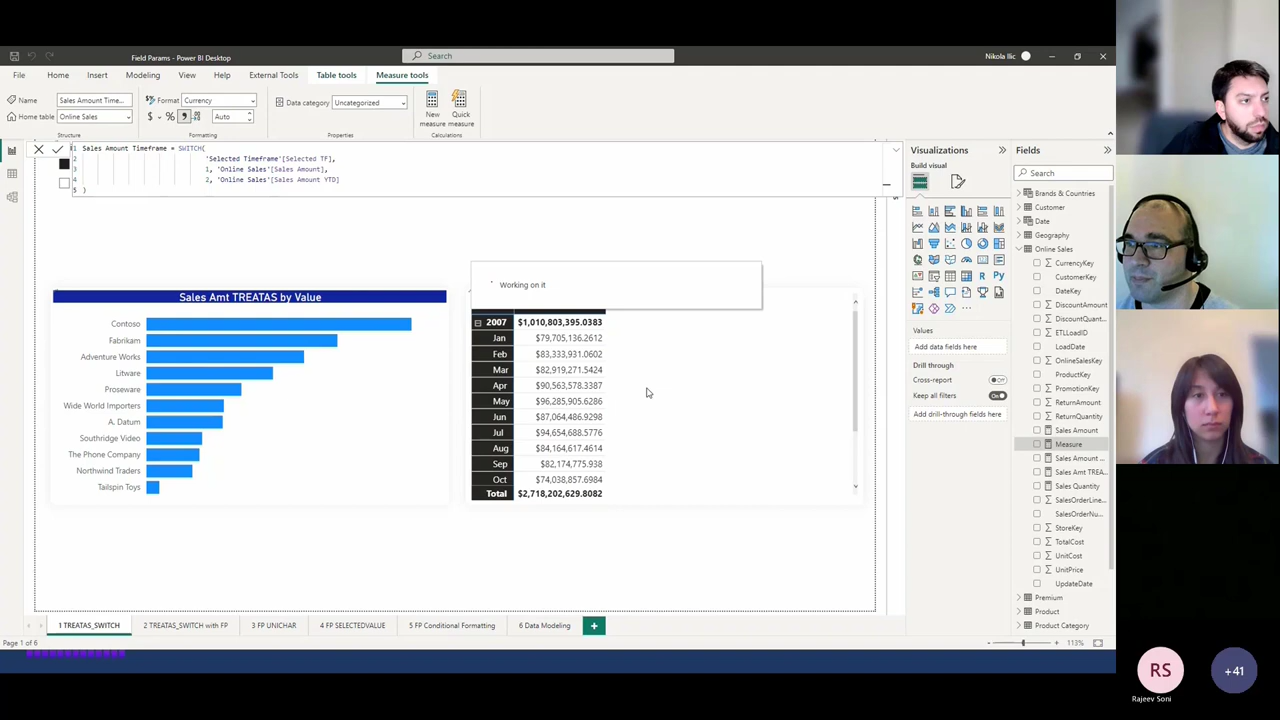 Field Params - Power BI Desktop
Search
Nikola Ilic
File Home Insert Modeling View Help External Tools Table tools Measure tools
Name Sales Amount Time...
Home table Online Sales
Structure
Format Currency
$ % Auto
Formatting
Data category Uncategorized
Properties
New measure
Quick measure
Calculations
1 Sales Amount Timeframe = SWITCH(
2 'Selected Timeframe'[Selected TF],
3 1, 'Online Sales'[Sales Amount],
4 2, 'Online Sales'[Sales Amount YTD]
5 )
Sales Amt TREATAS by Value
Contoso
Fabrikam
Adventure Works
Litware
Proseware
Wide World Importers
A. Datum
Southridge Video
The Phone Company
Northwind Traders
Tailspin Toys
Working on it
2007 $1,010,803,395.0383
Jan $79,705,136.2612
Feb $83,333,931.0602
Mar $82,919,271.5424
Apr $90,563,578.3387
May $96,285,905.6286
Jun $87,064,486.9298
Jul $94,654,688.5776
Aug $84,164,617.4614
Sep $82,174,775.938
Oct $74,038,857.6984
Total $2,718,202,629.8082
Visualizations
Build visual
R Py
...
Values
Add data fields here
Drill through
Cross-report Off
Keep all filters On
Add drill-through fields here
Fields
Search
Brands & Countries
Customer
Date
Geography
Online Sales
CurrencyKey
CustomerKey
DateKey
DiscountAmount
DiscountQuant...
ETLLoadID
LoadDate
OnlineSalesKey
ProductKey
PromotionKey
ReturnAmount
ReturnQuantity
Sales Amount
Measure
Sales Amount ...
Sales Amt TREA...
Sales Quantity
SalesOrderLine...
SalesOrderNu...
StoreKey
TotalCost
UnitCost
UnitPrice
UpdateDate
Premium
Product
Product Category
1 TREATAS_SWITCH 2 TREATAS_SWITCH with FP 3 FP UNICHAR 4 FP SELECTEDVALUE 5 FP Conditional Formatting 6 Data Modeling +
Page 1 of 6
- + 113%
RS
Rajeev Soni
+41